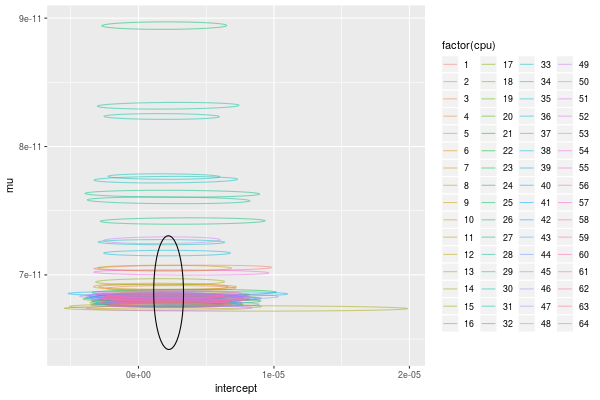 9e-11
8e-11
7e-11
mu
0e+00 1e-05 2e-05
intercept
factor(cpu)
1 17 33 49
2 18 34 50
3 19 35 51
4 20 36 52
5 21 37 53
6 22 38 54
7 23 39 55
8 24 40 56
9 25 41 57
10 26 42 58
11 27 43 59
12 28 44 60
13 29 45 61
14 30 46 62
15 31 47 63
16 32 48 64